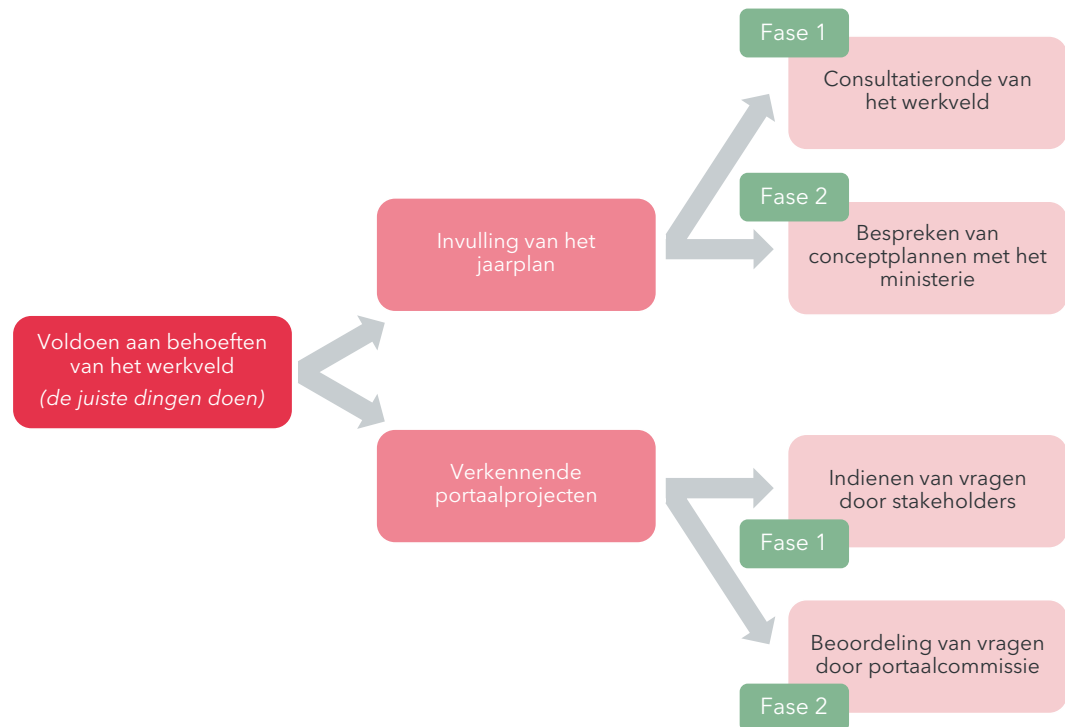 Voldoen aan behoeften
van het werkveld
(de juiste dingen doen)
Invulling van het
jaarplan
Fase 1
Consultatieronde van
het werkveld
Fase 2
Bespreken van
conceptplannen met het
ministerie
Verkennende
portaalprojecten
Indienen van vragen
door stakeholders
Fase 1
Beoordeling van vragen
door portaalcommissie
Fase 2